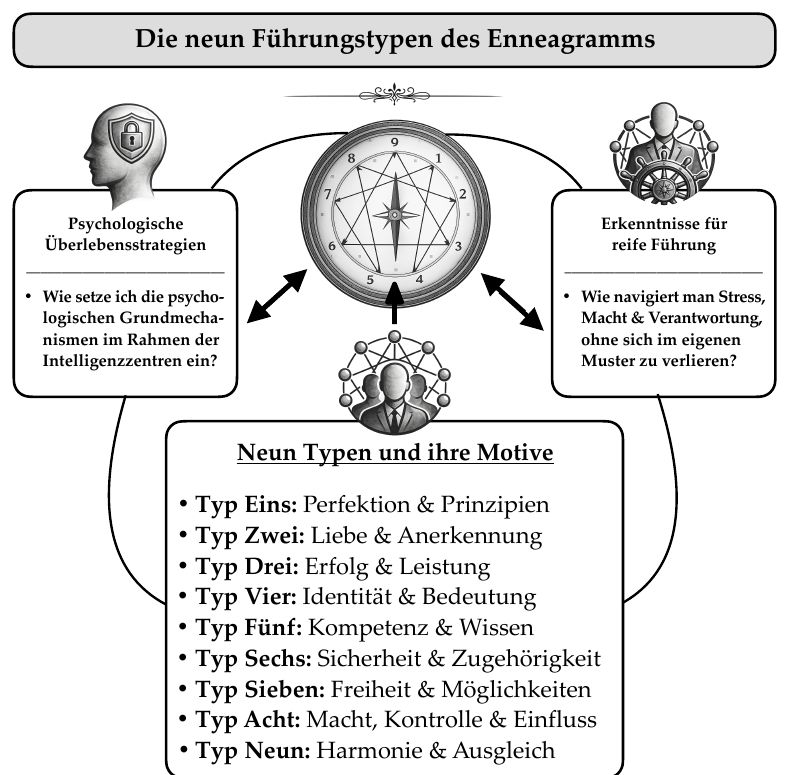 Die neun Führungstypen des Enneagramms
9
8
1
7
2
6
3
5
4
Psychologische
Überlebensstrategien
• Wie setze ich die psycho-
logischen Grundmecha-
nismen im Rahmen der
Intelligenzzentren ein?
Erkenntnisse für
reife Führung
• Wie navigiert man Stress,
Macht & Verantwortung,
ohne sich im eigenen
Muster zu verlieren?
Neun Typen und ihre Motive
• Typ Eins: Perfektion & Prinzipien
• Typ Zwei: Liebe & Anerkennung
• Typ Drei: Erfolg & Leistung
• Typ Vier: Identität & Bedeutung
• Typ Fünf: Kompetenz & Wissen
• Typ Sechs: Sicherheit & Zugehörigkeit
• Typ Sieben: Freiheit & Möglichkeiten
• Typ Acht: Macht, Kontrolle & Einfluss
• Typ Neun: Harmonie & Ausgleich